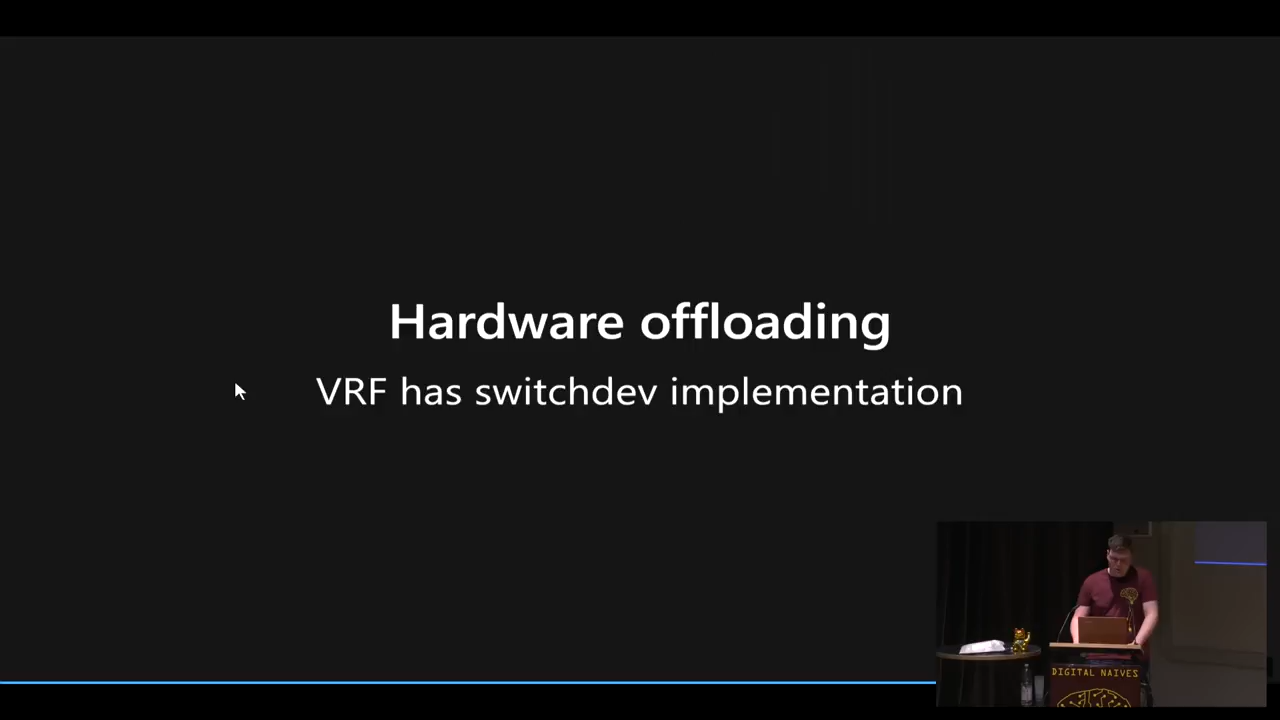 Hardware offloading
VRF has switchdev implementation
DIGITAL NAIVES